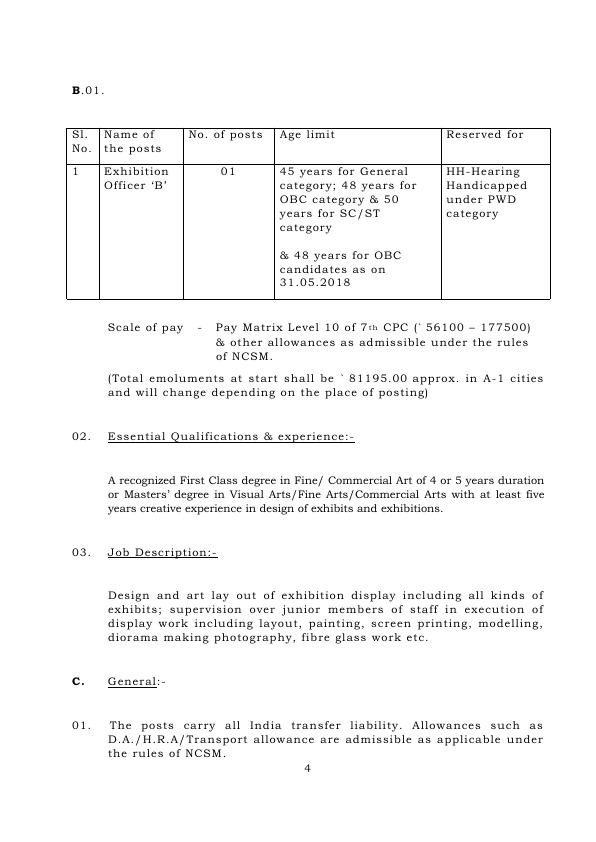 B.01.
Sl. No. Name of the posts No. of posts Age limit Reserved for
1 Exhibition Officer ‘B’ 01 45 years for General category; 48 years for OBC category & 50 years for SC/ST category & 48 years for OBC candidates as on 31.05.2018 HH-Hearing Handicapped under PWD category
Scale of pay - Pay Matrix Level 10 of 7th CPC (` 56100 – 177500)
& other allowances as admissible under the rules
of NCSM.
(Total emoluments at start shall be ` 81195.00 approx. in A-1 cities
and will change depending on the place of posting)
02. Essential Qualifications & experience:-
A recognized First Class degree in Fine/ Commercial Art of 4 or 5 years duration
or Masters’ degree in Visual Arts/Fine Arts/Commercial Arts with at least five
years creative experience in design of exhibits and exhibitions.
03. Job Description:-
Design and art lay out of exhibition display including all kinds of
exhibits; supervision over junior members of staff in execution of
display work including layout, painting, screen printing, modelling,
diorama making photography, fibre glass work etc.
C. General:-
01. The posts carry all India transfer liability. Allowances such as
D.A./H.R.A/Transport allowance are admissible as applicable under
the rules of NCSM.
4